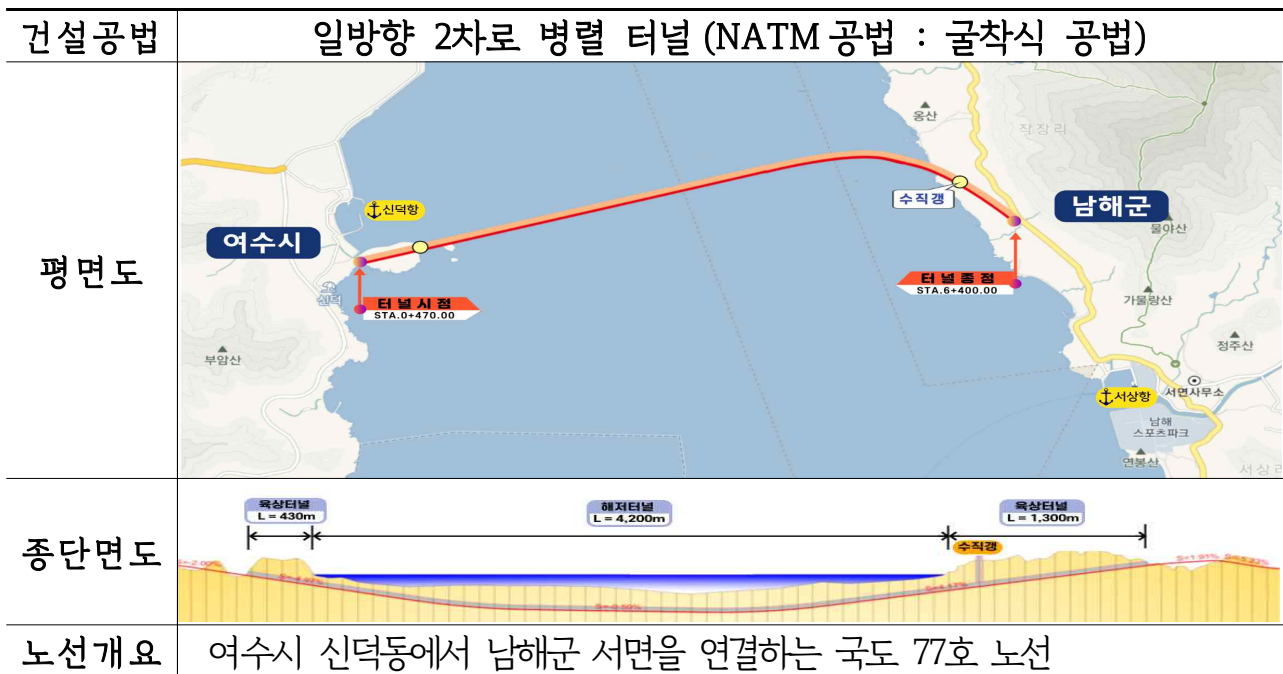 건설공법
일방향 2차로 병렬 터널(NATM공법 : 굴착식 공법)
평면도
옹산
작장리
신덕항
수직갱
남해군
물야산
여수시
터널종점
STA.6+400.00
신덕
터널시점
STA.0+470.00
가물랑산
부암산
정주산
서상항
서면사무소
남해
스포츠파크
연봉산
서상리
종단면도
육상터널
L = 430m
해저터널
L = 4,200m
육상터널
L = 1,300m
수직갱
노선개요
여수시 신덕동에서 남해군 서면을 연결하는 국도 77호 노선